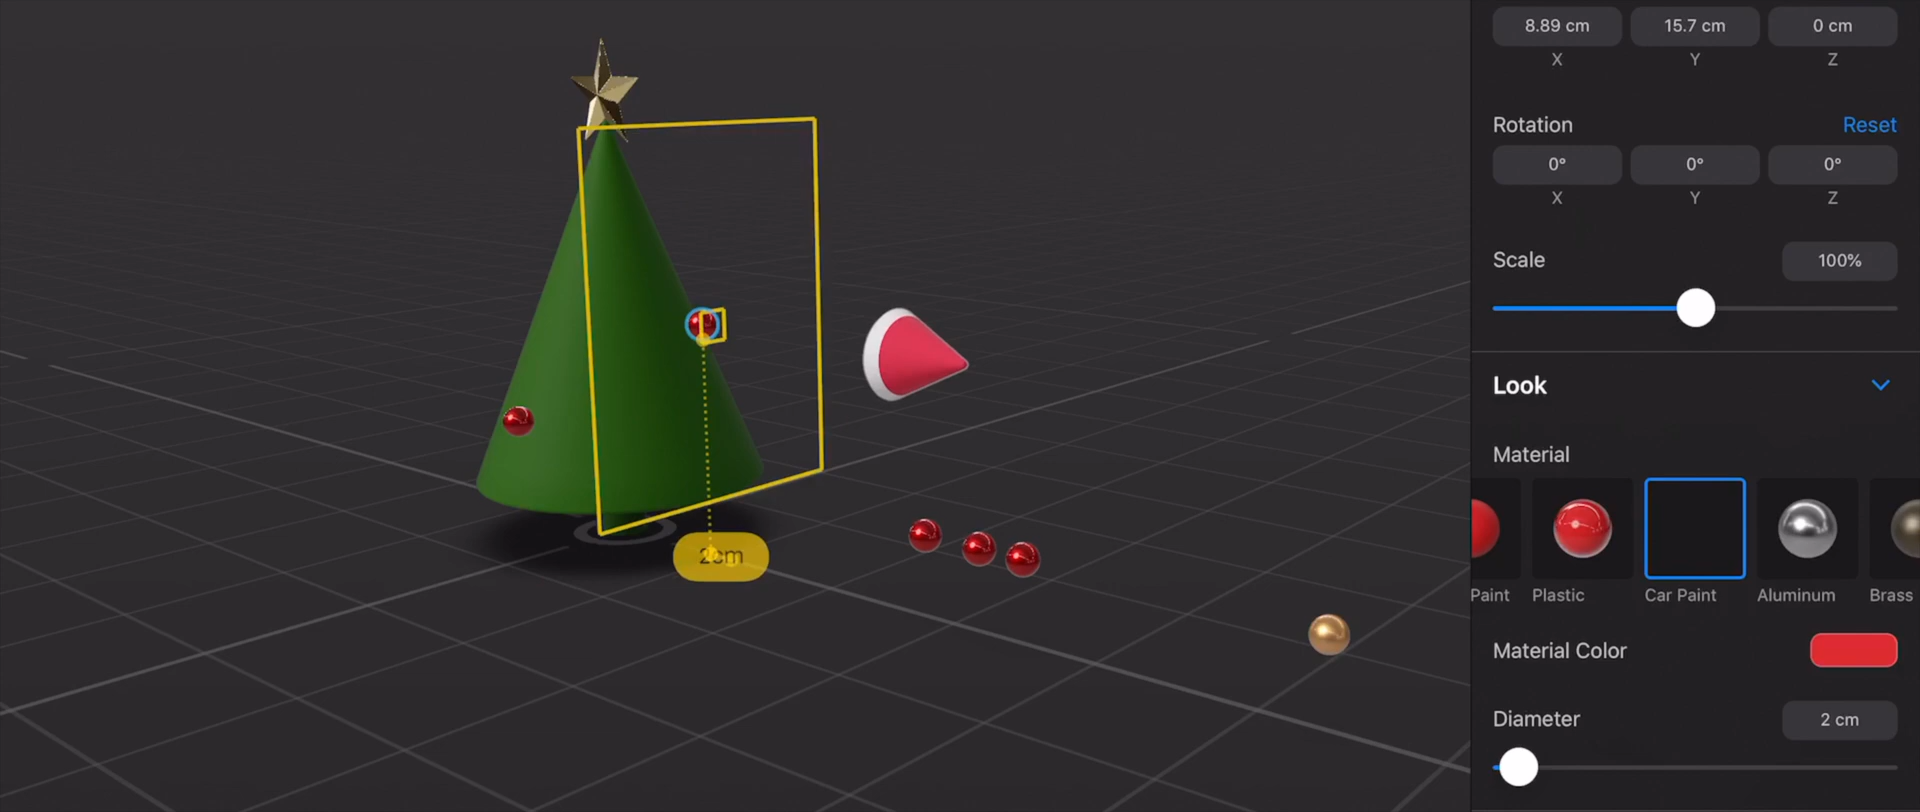 8.89 cm 15.7 cm 0 cm
X Y Z
Rotation Reset
0° 0° 0°
X Y Z
Scale 100%
Look
Material
Paint Plastic Car Paint Aluminum Brass
Material Color
Diameter 2 cm
2cm